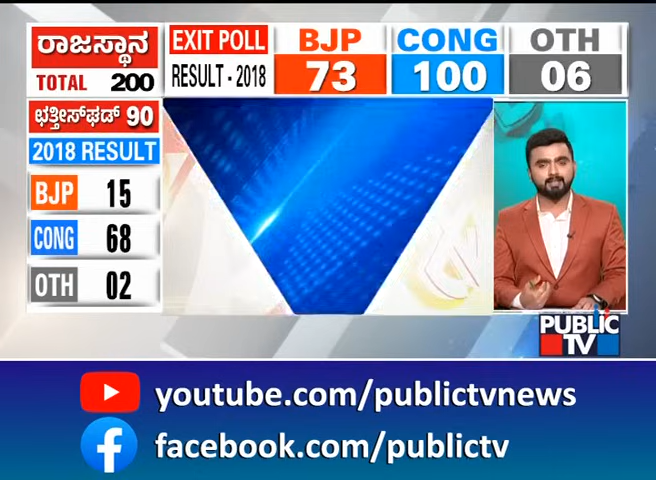 ರಾಜಸ್ಥಾನ
TOTAL 200
EXIT POLL
RESULT - 2018
BJP
73
CONG
100
OTH
06
ಛತ್ತೀಸ್‌ಘಡ್ 90
2018 RESULT
BJP 15
CONG 68
OTH 02
PUBLIC
TV
youtube.com/publictvnews
facebook.com/publictv